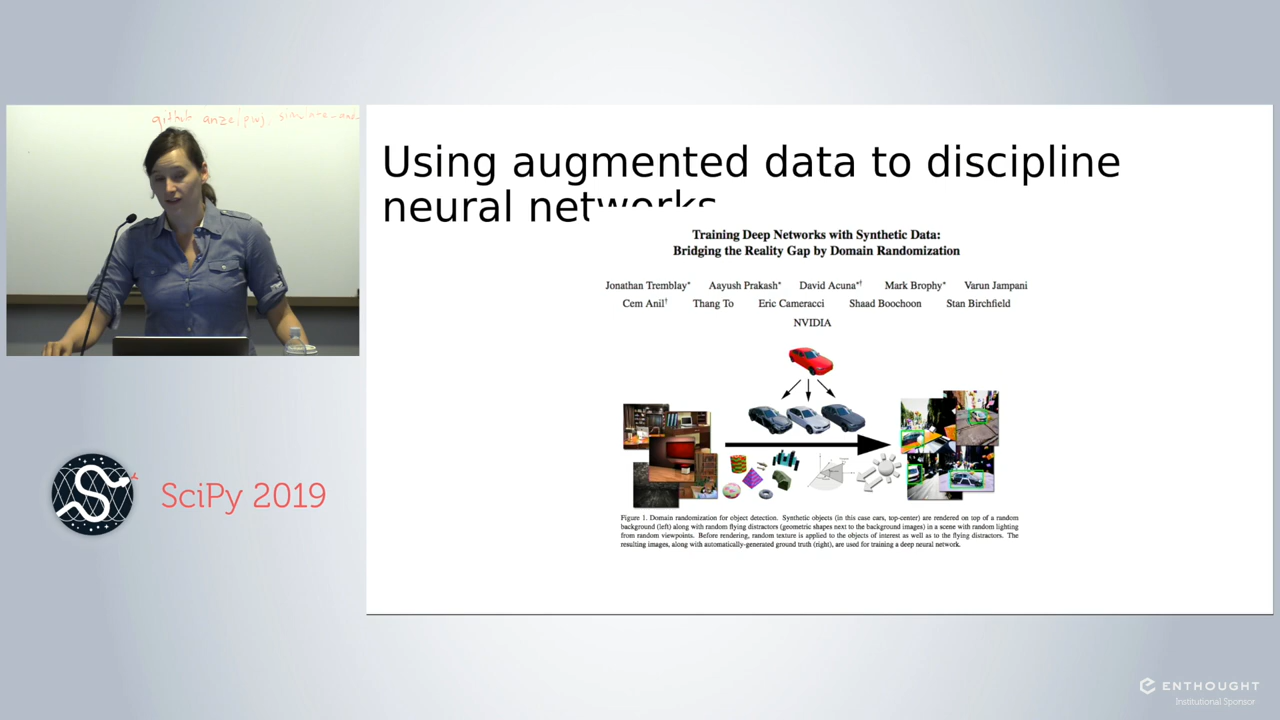 github
Using augmented data to discipline
neural networks
Training Deep Networks with Synthetic Data:
Bridging the Reality Gap by Domain Randomization
Jonathan Tremblay* Aayush Prakash* David Acuna*† Mark Brophy* Varun Jampani
Cem Anil† Thang To Eric Cameracci Shaad Boochoon Stan Birchfield
NVIDIA
Figure 1. Domain randomization for object detection. Synthetic objects (in this case cars, top-center) are rendered on top of a random
background (left) along with random flying distractors (geometric shapes next to the background images) in a scene with random lighting
from random viewpoints. Before rendering, random texture is applied to the objects of interest as well as to the flying distractors. The
resulting images, along with automatically-generated ground truth (right), are used for training a deep neural network.
S
SciPy 2019
ENTHOUGHT
Institutional Sponsor